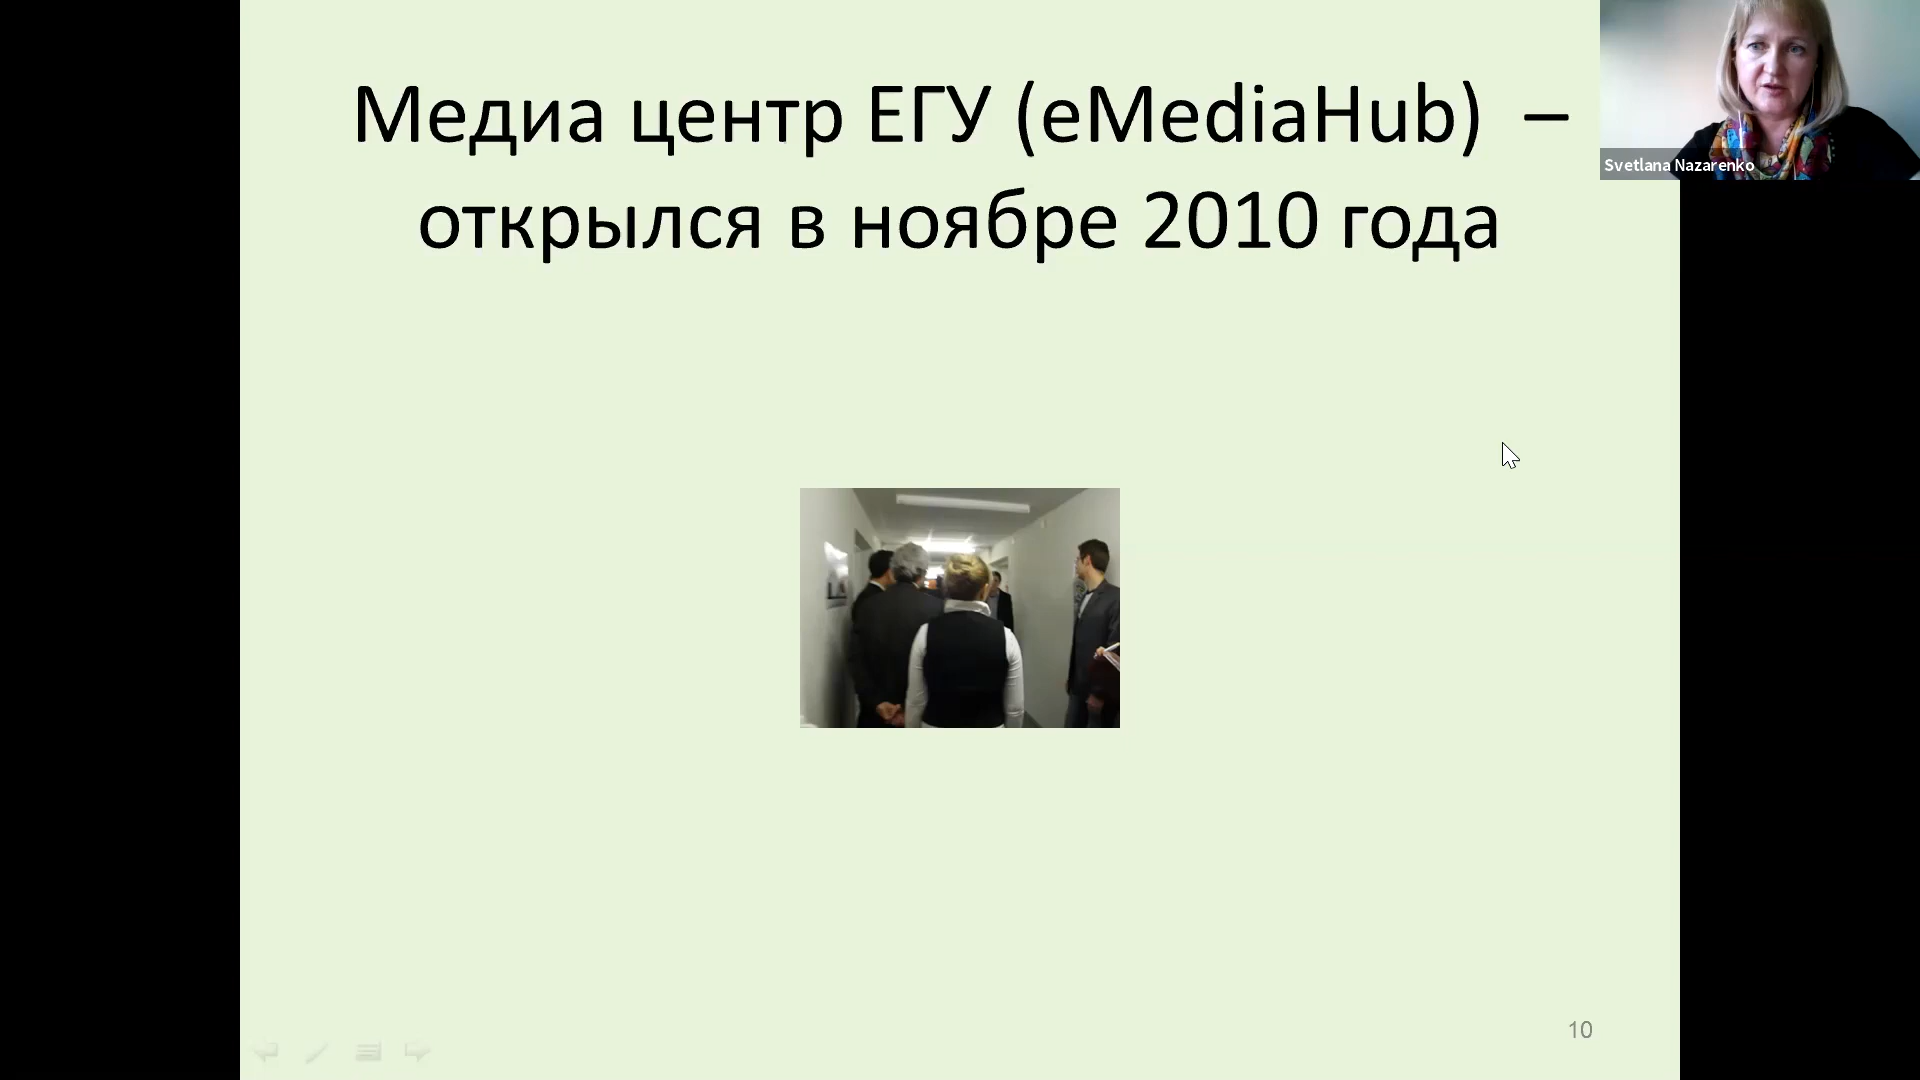 Медиа центр ЕГУ (eMediaHub) –
открылся в ноябре 2010 года
Svetlana Nazarenko
10